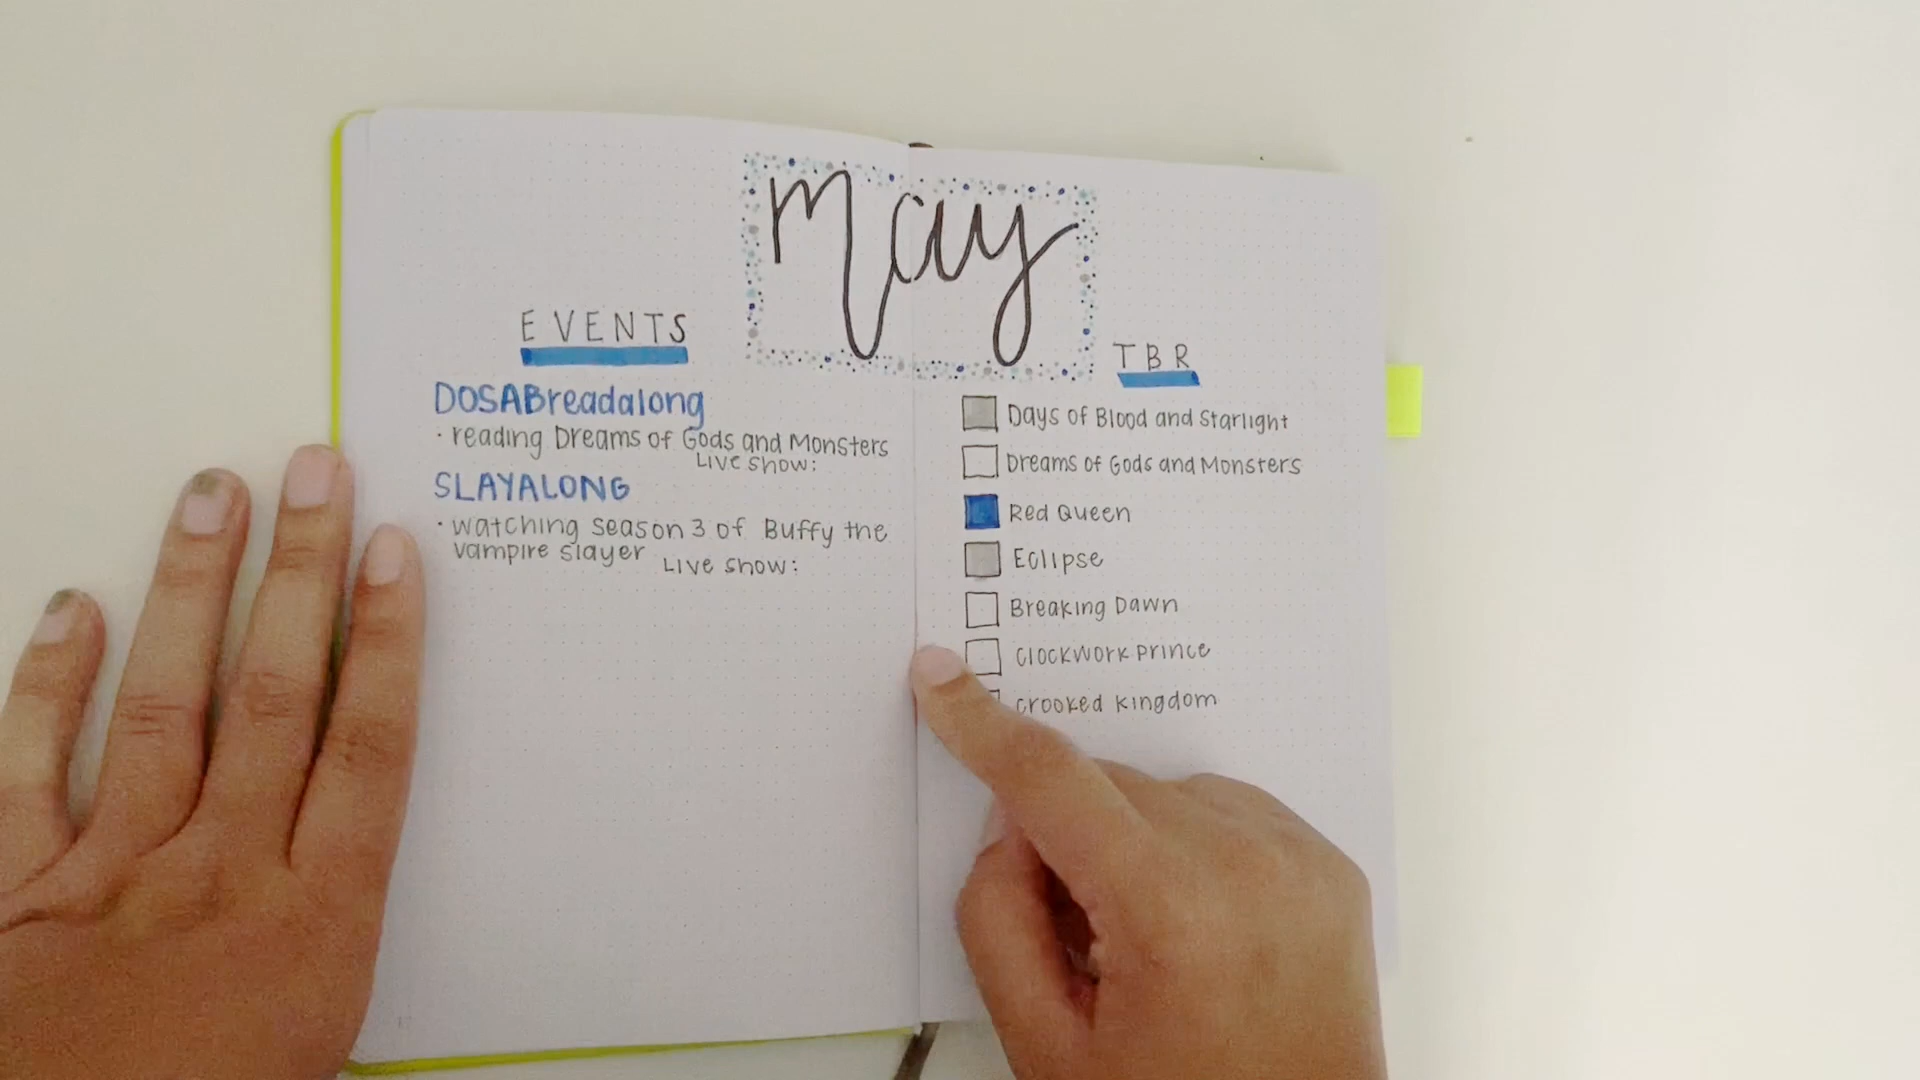 May
EVENTS
DOSABreadalong
· reading Dreams of Gods and Monsters
Live show:
SLAYALONG
· watching season 3 of Buffy the
vampire slayer
Live show:
TBR
Days of Blood and Starlight
Dreams of Gods and Monsters
Red Queen
Eclipse
Breaking Dawn
Clockwork Prince
Crooked Kingdom
17